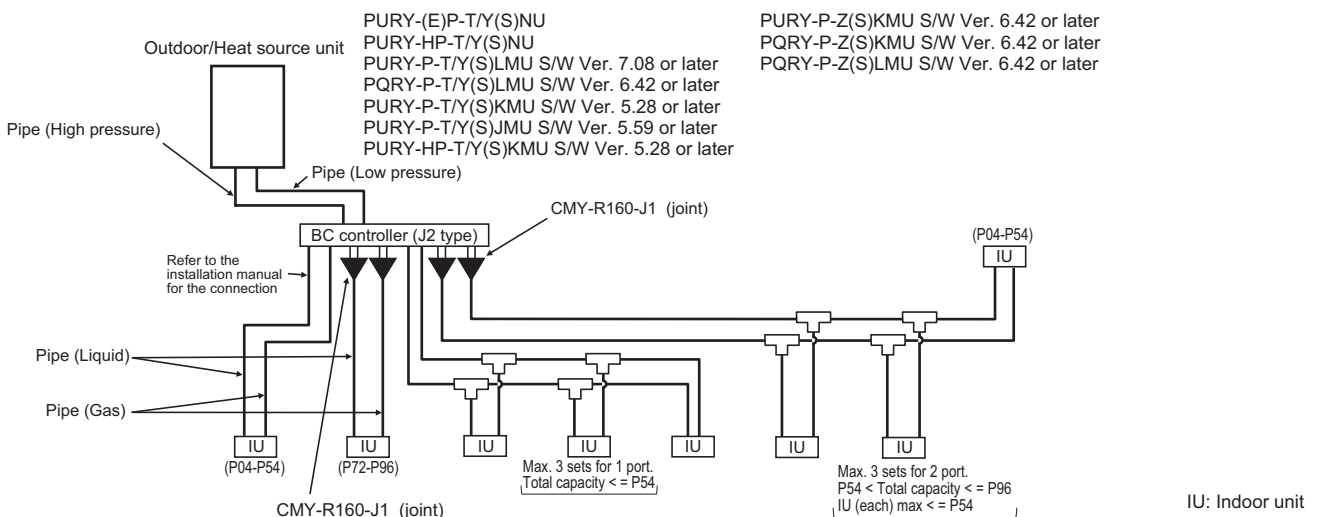 PURY-(E)P-T/Y(S)NU
PURY-HP-T/Y(S)NU
PURY-P-T/Y(S)LMU S/W Ver. 7.08 or later
PQRY-P-T/Y(S)LMU S/W Ver. 6.42 or later
PURY-P-T/Y(S)KMU S/W Ver. 5.28 or later
PURY-P-T/Y(S)JMU S/W Ver. 5.59 or later
PURY-HP-T/Y(S)KMU S/W Ver. 5.28 or later
PURY-P-Z(S)KMU S/W Ver. 6.42 or later
PQRY-P-Z(S)KMU S/W Ver. 6.42 or later
PQRY-P-Z(S)LMU S/W Ver. 6.42 or later
Outdoor/Heat source unit
Pipe (High pressure)
Pipe (Low pressure)
CMY-R160-J1 (joint)
BC controller (J2 type)
(P04-P54)
IU
Refer to the
installation manual
for the connection
Pipe (Liquid)
Pipe (Gas)
IU
(P04-P54)
IU
(P72-P96)
IU
IU
IU
IU
IU
Max. 3 sets for 1 port.
Total capacity < = P54
Max. 3 sets for 2 port.
P54 < Total capacity < = P96
IU (each) max < = P54
CMY-R160-J1 (joint)
IU: Indoor unit